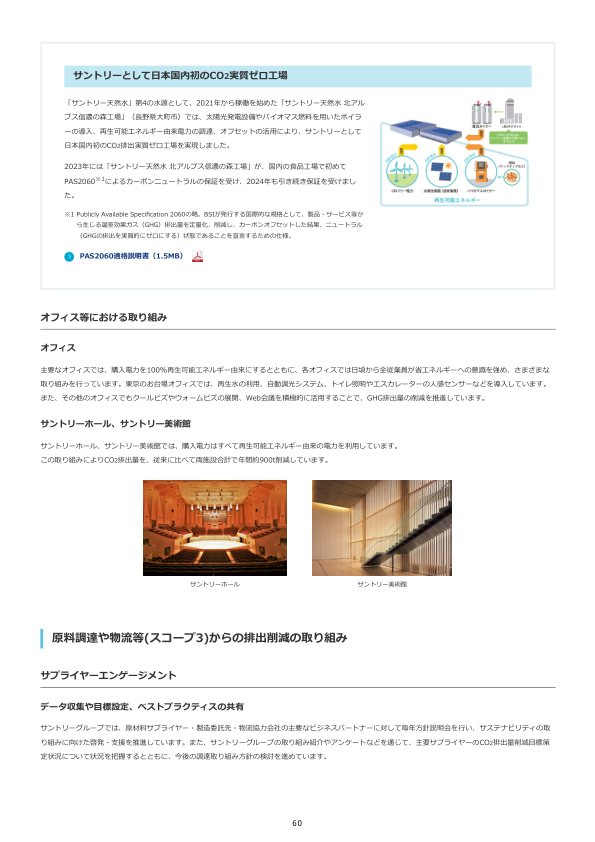 サントリーとして日本国内初のCO2実質ゼロ工場
「サントリー天然水」第4の水源として、2021年から稼働を始めた「サントリー天然水 北アル
プス信濃の森工場」（長野県大町市）では、太陽光発電設備やバイオマス燃料を用いたボイラ
ーの導入、再生可能エネルギー由来電力の調達、オフセットの活用により、サントリーとして
日本国内初のCO2排出実質ゼロ工場を実現しました。
2023年には「サントリー天然水 北アルプス信濃の森工場」が、国内の食品工場で初めて
PAS2060※1によるカーボンニュートラルの保証を受け、2024年も引き続き保証を受けまし
た。
※1 Publicly Available Specification 2060の略。BSIが発行する国際的な規格として、製品・サービス等か
ら生じる温室効果ガス（GHG）排出量を定量化、削減し、カーボンオフセットした結果、ニュートラル
（GHGの排出を実質的にゼロにする）状態であることを宣言するための仕様。
PAS2060適格説明書（1.5MB）
CO2フリー電力
太陽光発電（自家発電）
バイオマスボイラー
再生可能エネルギー
オフィス等における取り組み
オフィス
主要なオフィスでは、購入電力を100%再生可能エネルギー由来にするとともに、各オフィスでは日頃から全従業員が省エネルギーへの意識を強め、さまざまな
取り組みを行っています。東京のお台場オフィスでは、再生水の利用、自動調光システム、トイレ照明やエスカレーターの人感センサーなどを導入しています。
また、その他のオフィスでもクールビズやウォームビズの展開、Web会議を積極的に活用することで、GHG排出量の削減を推進しています。
サントリーホール、サントリー美術館
サントリーホール、サントリー美術館では、購入電力はすべて再生可能エネルギー由来の電力を利用しています。
この取り組みによりCO2排出量を、従来に比べて両施設合計で年間約900t削減しています。
サントリーホール
サントリー美術館
原料調達や物流等(スコープ3)からの排出削減の取り組み
サプライヤーエンゲージメント
データ収集や目標設定、ベストプラクティスの共有
サントリーグループでは、原材料サプライヤー・製造委託先・物流協力会社の主要なビジネスパートナーに対して毎年方針説明会を行い、サステナビリティの取
り組みに向けた啓発・支援を推進しています。また、サントリーグループの取り組み紹介やアンケートなどを通じて、主要サプライヤーのCO2排出量削減目標策
定状況について状況を把握するとともに、今後の調達取り組み方針の検討を進めています。
60